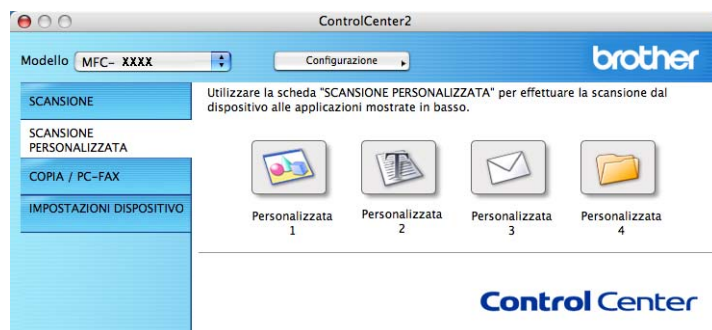 ControlCenter2
Modello MFC- XXXX Configurazione brother
SCANSIONE
SCANSIONE
PERSONALIZZATA
COPIA / PC-FAX
IMPOSTAZIONI DISPOSITIVO
Utilizzare la scheda "SCANSIONE PERSONALIZZATA" per effettuare la scansione dal
dispositivo alle applicazioni mostrate in basso.
T
Personalizzata
1
Personalizzata
2
Personalizzata
3
Personalizzata
4
Control Center